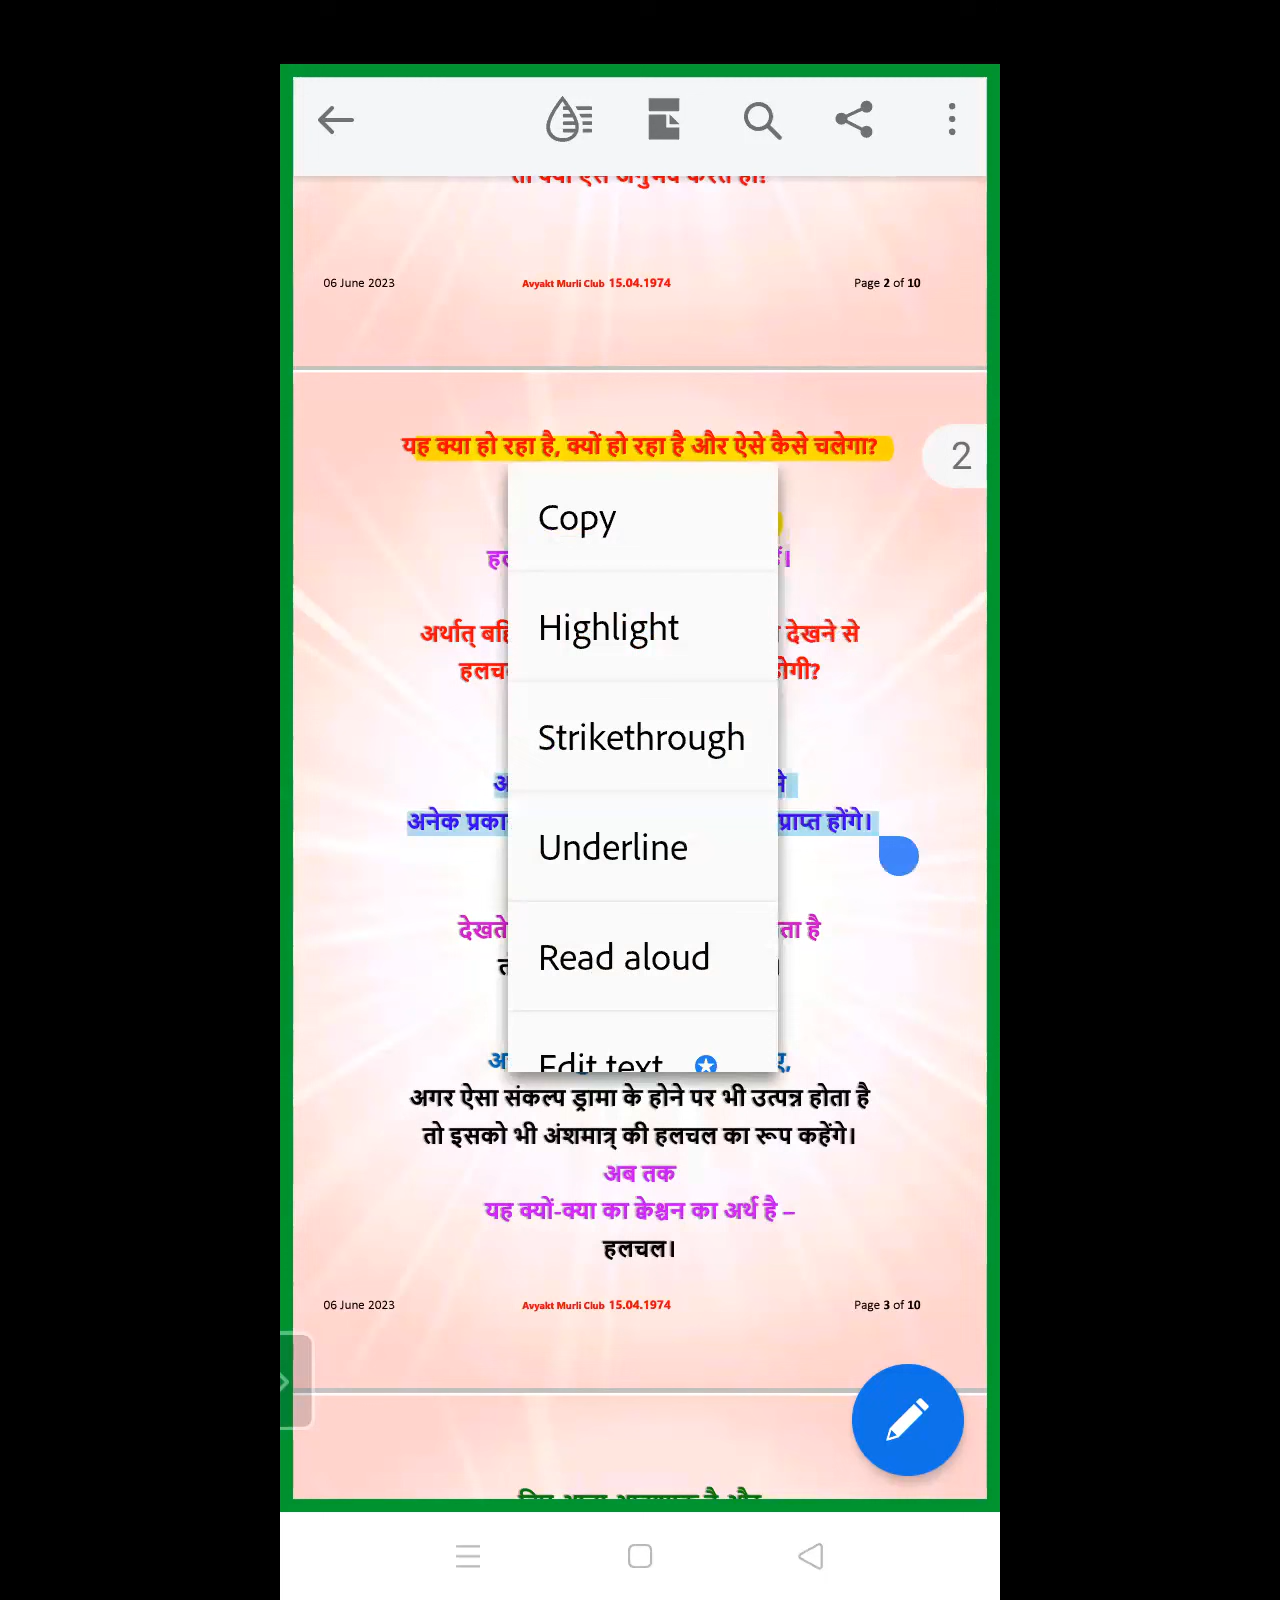 06 June 2023 Avyakt Murli Club 15.04.1974 Page 2 of 10
यह क्या हो रहा है, क्यों हो रहा है और ऐसे कैसे चलेगा?
2
Copy
Highlight
अर्थात् देखने से
Strikethrough
अनेक प्राप्त होंगे।
Underline
देखते है
Read aloud
Edit text
अगर ऐसा संकल्प ड्रामा के होने पर भी उत्पन्न होता है
तो इसको भी अंशमात्र् की हलचल का रूप कहेंगे।
अब तक
यह क्यों-क्या का क्वेश्चन का अर्थ है –
हलचल।
06 June 2023 Avyakt Murli Club 15.04.1974 Page 3 of 10